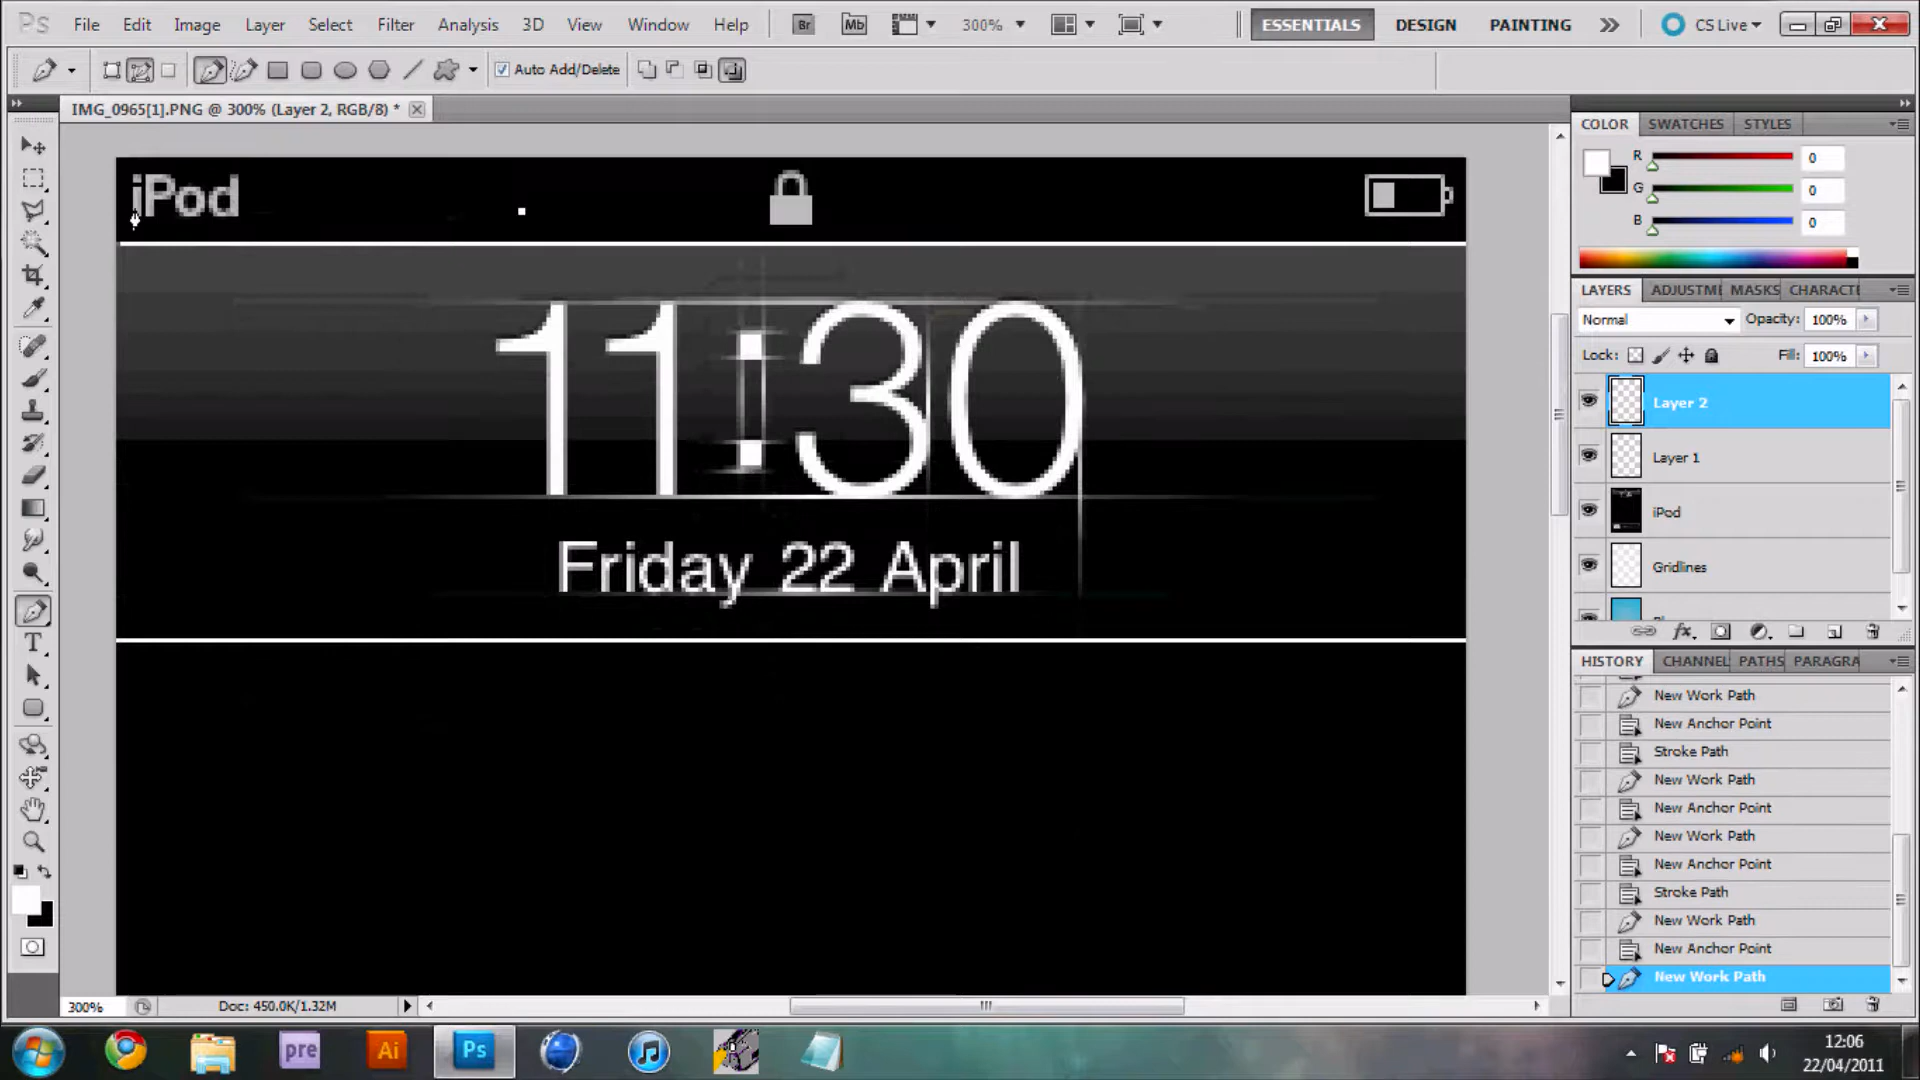 Ps File Edit Image Layer Select Filter Analysis 3D View Window Help Br Mb 300% ESSENTIALS DESIGN PAINTING CS Live
Auto Add/Delete
IMG_0965[1].PNG @ 300% (Layer 2, RGB/8) *
COLOR SWATCHES STYLES
R 0
G 0
B 0
iPod
11:30
Friday 22 April
LAYERS ADJUSTM MASKS CHARACTE
Normal Opacity: 100%
Lock: Fill: 100%
Layer 2
Layer 1
iPod
Gridlines
HISTORY CHANNEL PATHS PARAGRA
New Work Path
New Anchor Point
Stroke Path
New Work Path
New Anchor Point
New Work Path
New Anchor Point
Stroke Path
New Work Path
New Anchor Point
New Work Path
T
300% Doc: 450.0K/1.32M
pre Ai Ps
12:06
22/04/2011